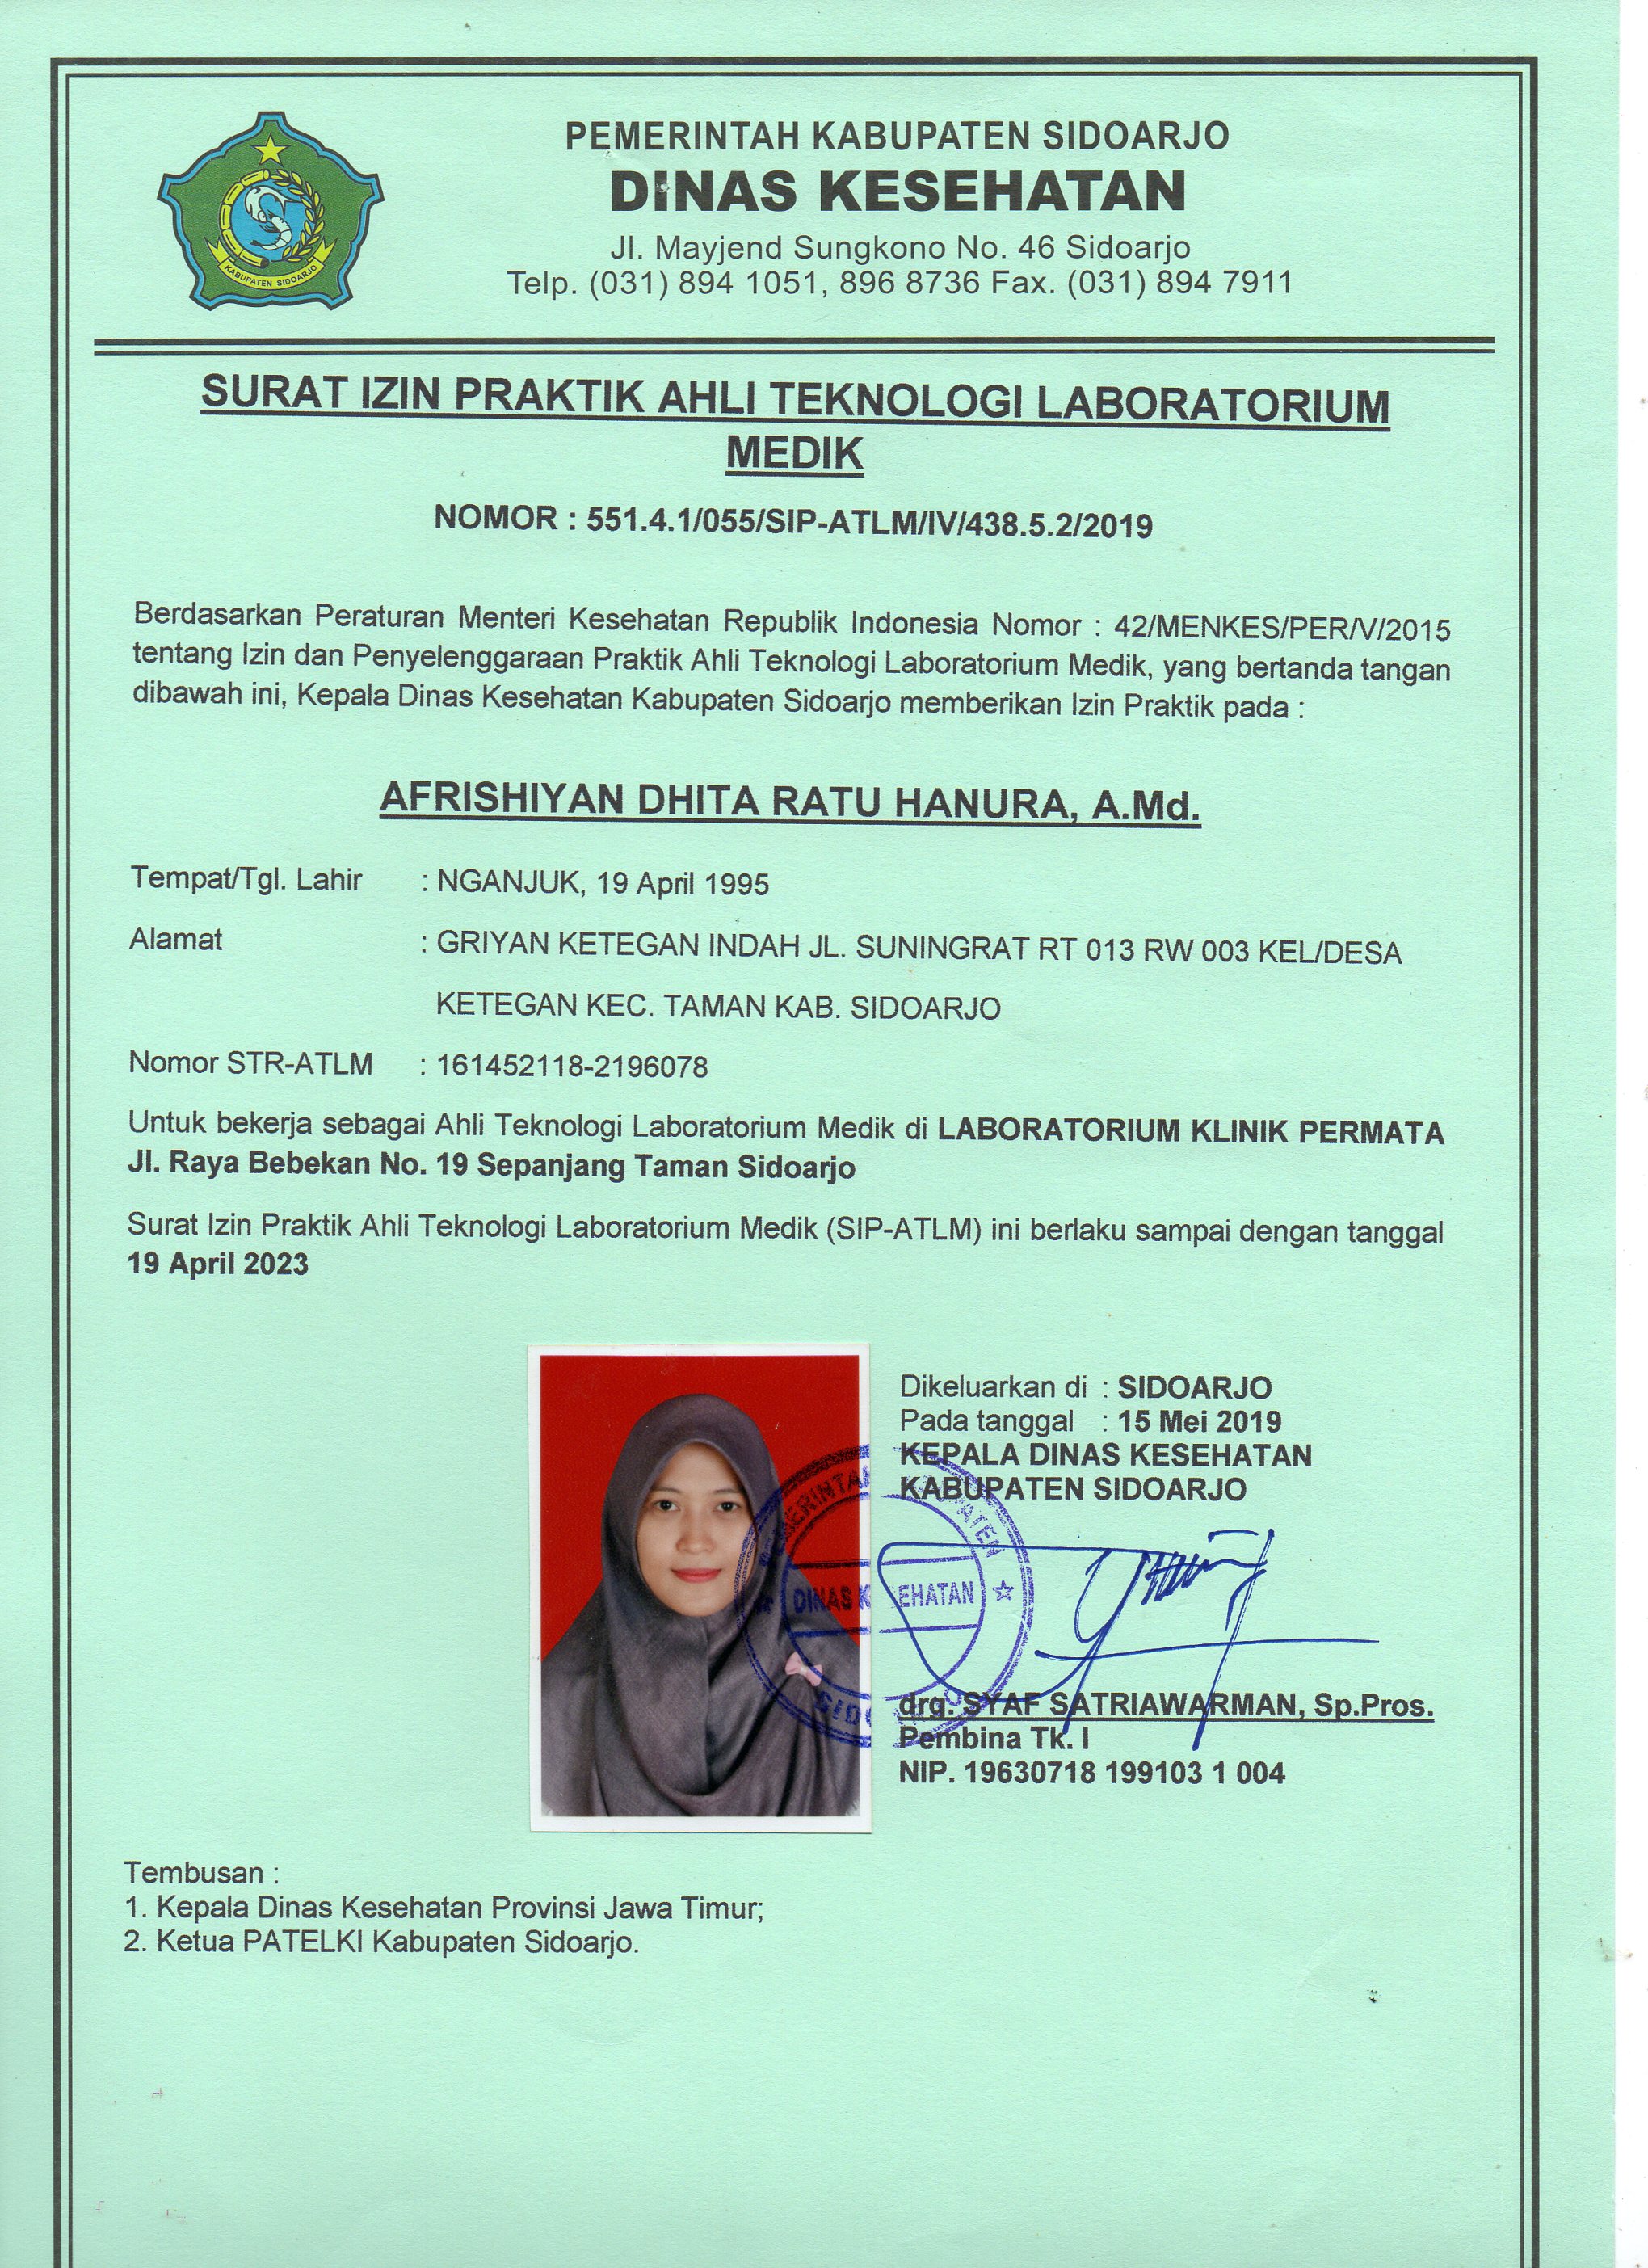 PEMERINTAH KABUPATEN SIDOARJO
DINAS KESEHATAN
Jl. Mayjend Sungkono No. 46 Sidoarjo
Telp. (031) 894 1051, 896 8736 Fax. (031) 894 7911
KABUPATEN SIDOARJO
SURAT IZIN PRAKTIK AHLI TEKNOLOGI LABORATORIUM
MEDIK
NOMOR : 551.4.1/055/SIP-ATLM/IV/438.5.2/2019
Berdasarkan Peraturan Menteri Kesehatan Republik Indonesia Nomor : 42/MENKES/PER/V/2015
tentang Izin dan Penyelenggaraan Praktik Ahli Teknologi Laboratorium Medik, yang bertanda tangan
dibawah ini, Kepala Dinas Kesehatan Kabupaten Sidoarjo memberikan Izin Praktik pada :
AFRISHIYAN DHITA RATU HANURA, A.Md.
Tempat/Tgl. Lahir : NGANJUK, 19 April 1995
Alamat : GRIYAN KETEGAN INDAH JL. SUNINGRAT RT 013 RW 003 KEL/DESA
KETEGAN KEC. TAMAN KAB. SIDOARJO
Nomor STR-ATLM : 161452118-2196078
Untuk bekerja sebagai Ahli Teknologi Laboratorium Medik di LABORATORIUM KLINIK PERMATA
Jl. Raya Bebekan No. 19 Sepanjang Taman Sidoarjo
Surat Izin Praktik Ahli Teknologi Laboratorium Medik (SIP-ATLM) ini berlaku sampai dengan tanggal
19 April 2023
Dikeluarkan di : SIDOARJO
Pada tanggal : 15 Mei 2019
KEPALA DINAS KESEHATAN
KABUPATEN SIDOARJO
DINAS K EHATAN
drg. SYAF SATRIAWARMAN, Sp.Pros.
Pembina Tk. I
NIP. 19630718 199103 1 004
Tembusan :
1. Kepala Dinas Kesehatan Provinsi Jawa Timur;
2. Ketua PATELKI Kabupaten Sidoarjo.